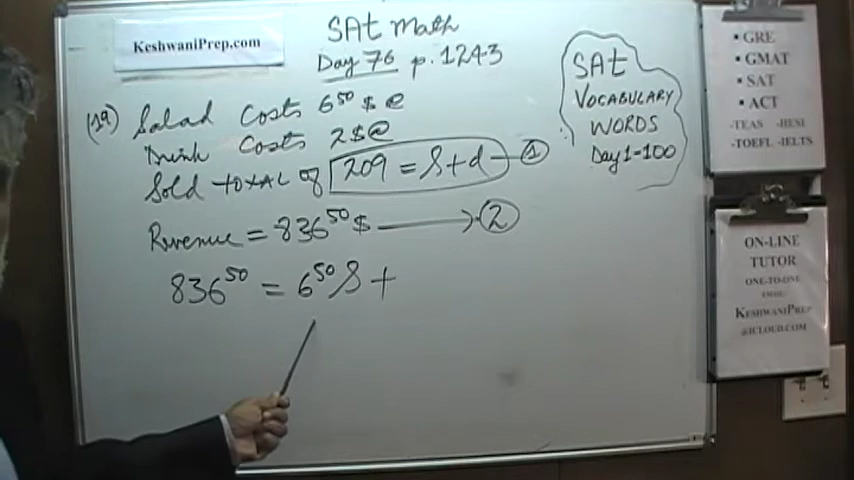 KeshwaniPrep.com
SAt Math
Day 76 p. 1243
(19) Salad Costs 6⁵⁰ $ @
Drink Costs 2$@
Sold TOTAL of 209 = S + d — ①
Revenue = 836⁵⁰ $ → ②
836⁵⁰ = 6⁵⁰ S +
SAt
VOCABULARY
WORDS
Day 1-100
• GRE
• GMAT
• SAT
• ACT
-TEAS -HESI
-TOEFL -IELTS
ON-LINE
TUTOR
ONE-TO-ONE
KESHWANIPREP
@ICLOUD.COM